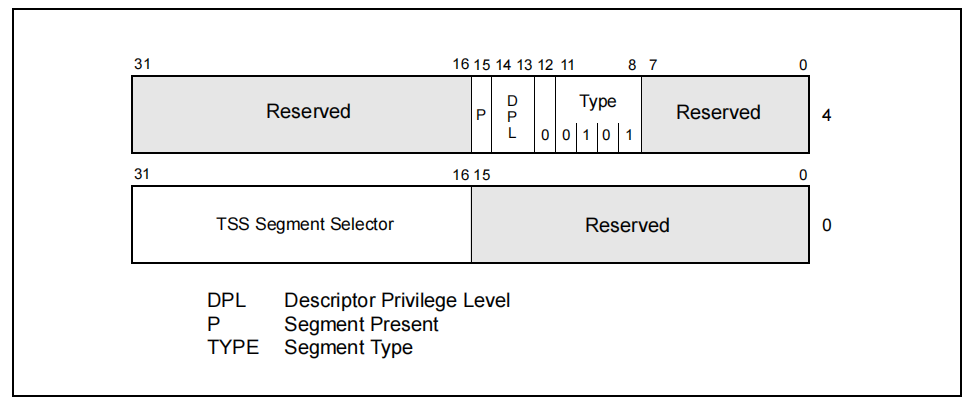 31 16 15 14 13 12 11 8 7 0
Reserved P DPL 0 Type 0 1 0 1 Reserved 4
31 16 15 0
TSS Segment Selector Reserved 0
DPL Descriptor Privilege Level
P Segment Present
TYPE Segment Type